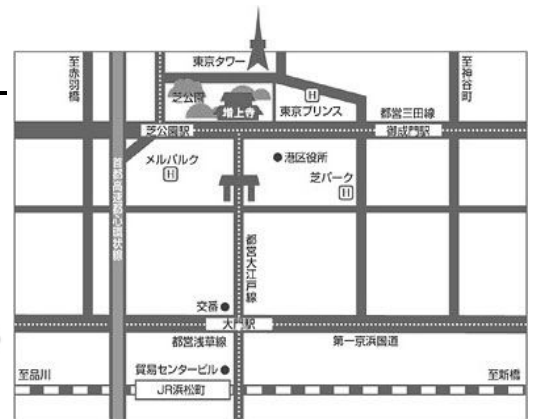 東京タワー
至赤羽橋
至神谷町
芝公園
増上寺
H
東京プリンス
都営三田線
芝公園駅
御成門駅
首都高速都心環状線
メルパルク
H
港区役所
芝パーク
H
都営大江戸線
交番
大門駅
都営浅草線
第一京浜国道
貿易センタービル
至品川
至新橋
JR浜松町